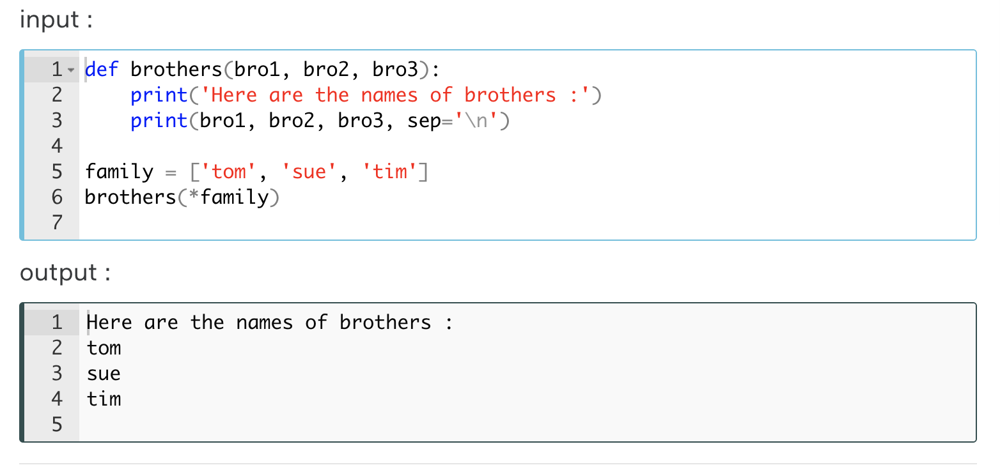 input :
1 def brothers(bro1, bro2, bro3):
2     print('Here are the names of brothers :')
3     print(bro1, bro2, bro3, sep='\n')
4
5 family = ['tom', 'sue', 'tim']
6 brothers(*family)
7
output :
1 Here are the names of brothers :
2 tom
3 sue
4 tim
5